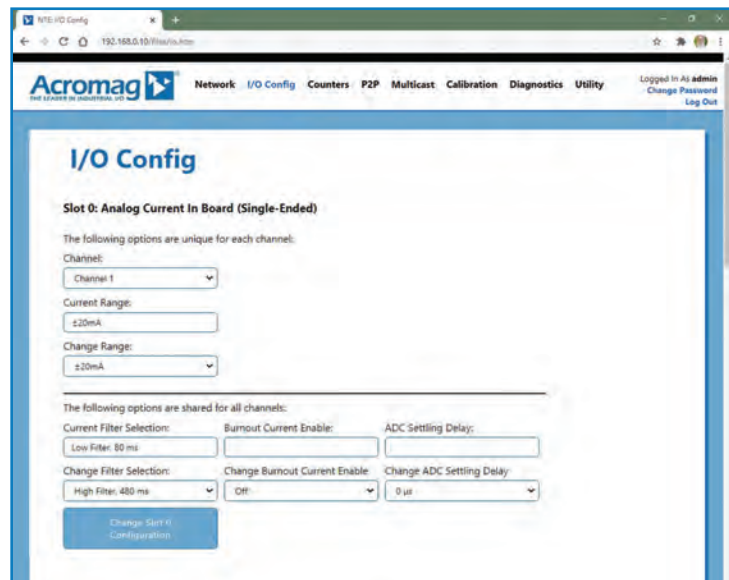 NTE: I/O Config
192.168.0.10
Acromag
THE LEADER IN INDUSTRIAL I/O
Network I/O Config Counters P2P Multicast Calibration Diagnostics Utility
Logged In As admin
Change Password
Log Out
I/O Config
Slot 0: Analog Current In Board (Single-Ended)
The following options are unique for each channel:
Channel:
Channel 1
Current Range:
±20mA
Change Range:
±20mA
The following options are shared for all channels:
Current Filter Selection: Burnout Current Enable: ADC Settling Delay:
Low Filter, 80 ms
Change Filter Selection: Change Burnout Current Enable Change ADC Settling Delay
High Filter, 480 ms Off 0 µs
Change Slot 0
Configuration